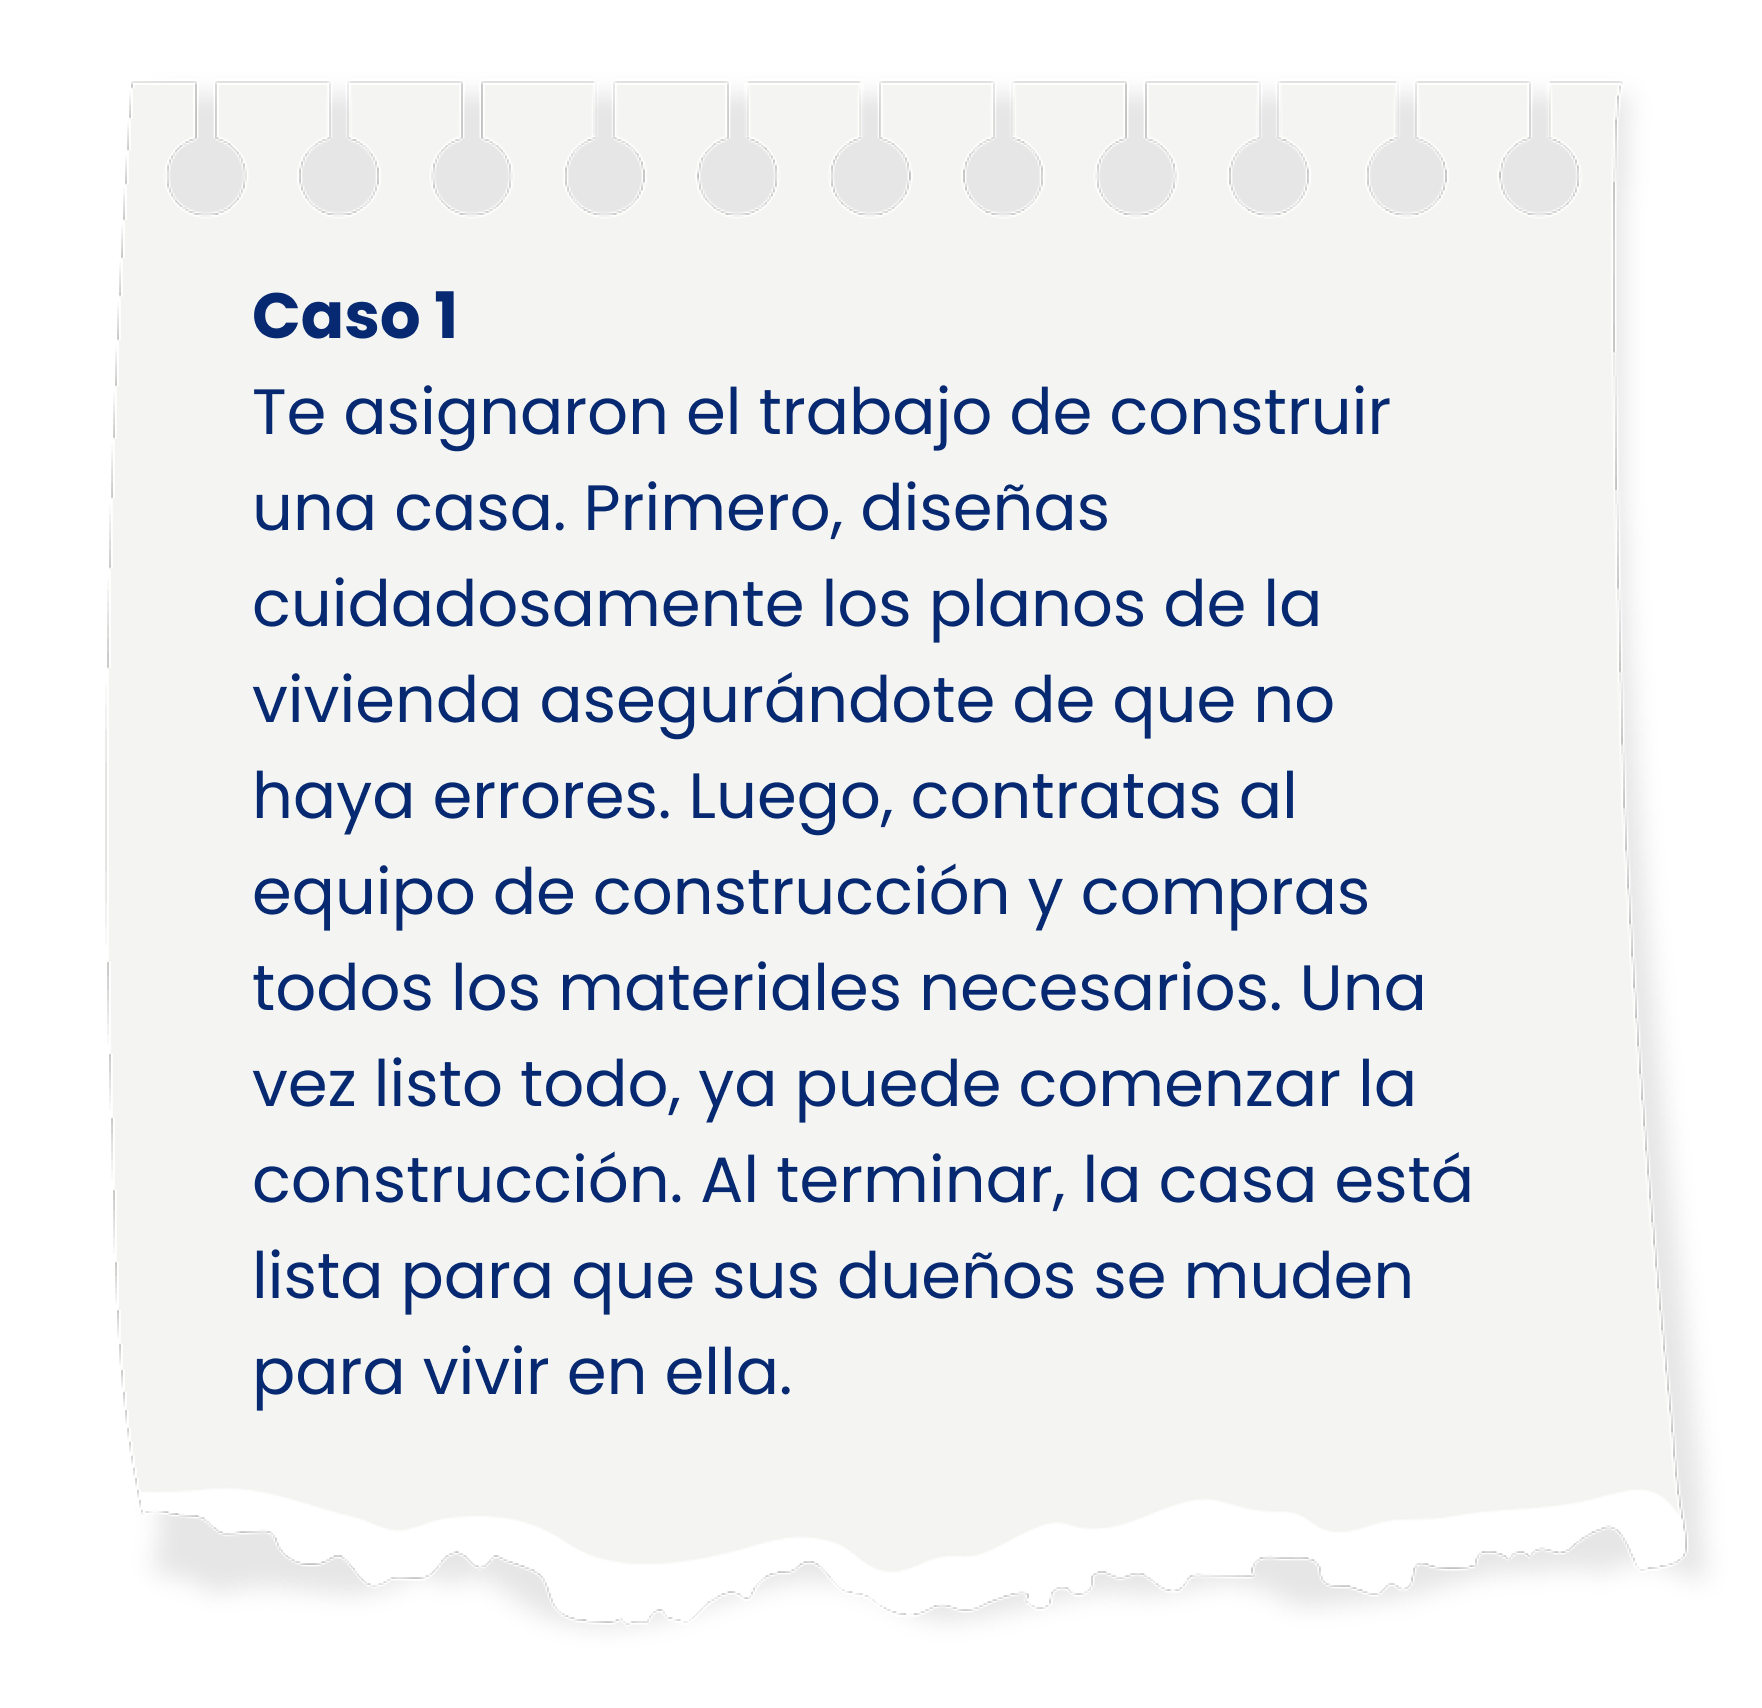 Caso 1
Te asignaron el trabajo de construir
una casa. Primero, diseñas
cuidadosamente los planos de la
vivienda asegurándote de que no
haya errores. Luego, contratas al
equipo de construcción y compras
todos los materiales necesarios. Una
vez listo todo, ya puede comenzar la
construcción. Al terminar, la casa está
lista para que sus dueños se muden
para vivir en ella.